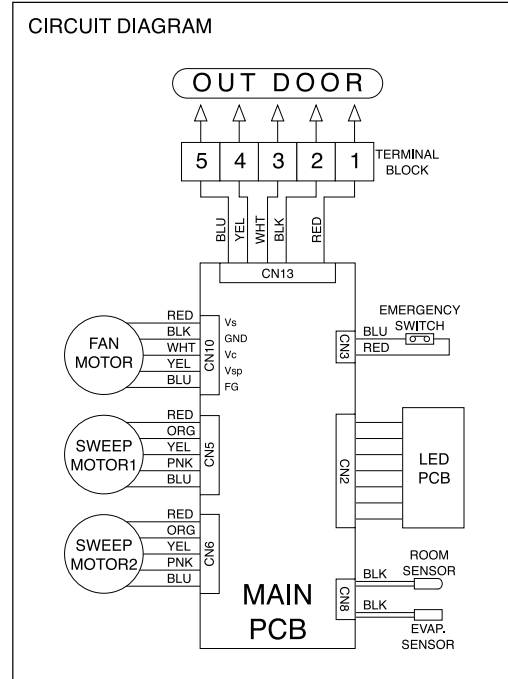 CIRCUIT DIAGRAM
OUT DOOR
5 4 3 2 1
TERMINAL
BLOCK
BLU YEL WHT BLK RED
CN13
FAN
MOTOR
RED
BLK
WHT
YEL
BLU
CN10
Vs
GND
Vc
Vsp
FG
EMERGENCY
SWITCH
BLU
RED
CN3
SWEEP
MOTOR1
RED
ORG
YEL
PNK
BLU
CN5
CN2
LED
PCB
SWEEP
MOTOR2
RED
ORG
YEL
PNK
BLU
CN6
MAIN
PCB
CN8
BLK
ROOM
SENSOR
BLK
EVAP.
SENSOR